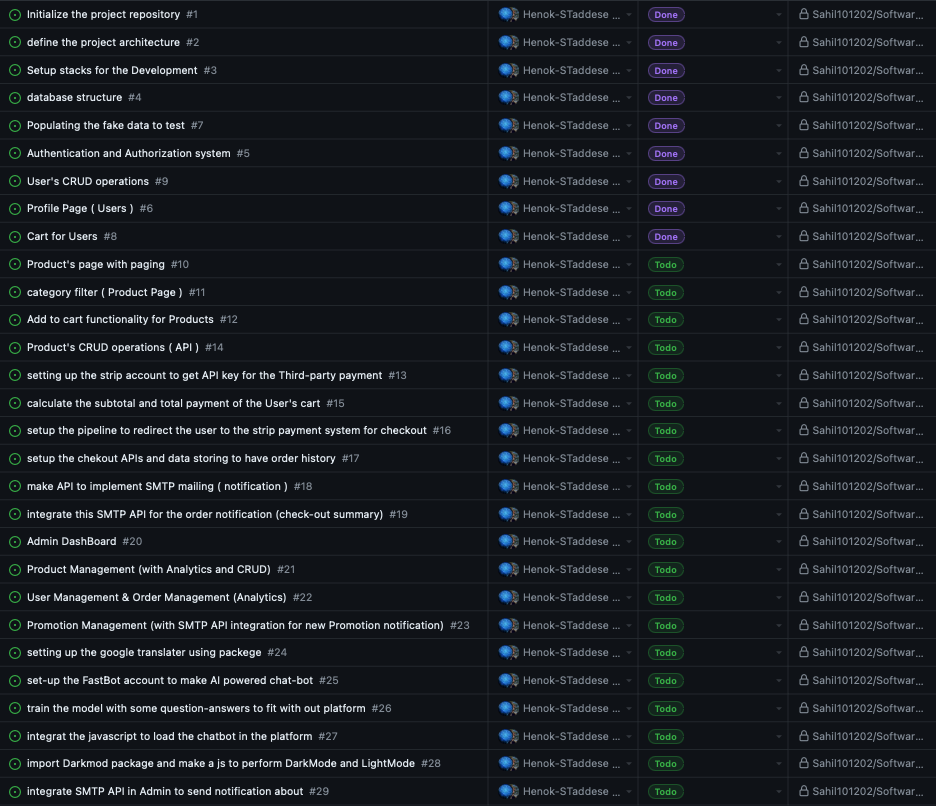 Initialize the project repository #1 Henok-STaddese ... Done Sahil101202/Softwar...
define the project architecture #2 Henok-STaddese ... Done Sahil101202/Softwar...
Setup stacks for the Development #3 Henok-STaddese ... Done Sahil101202/Softwar...
database structure #4 Henok-STaddese ... Done Sahil101202/Softwar...
Populating the fake data to test #7 Henok-STaddese ... Done Sahil101202/Softwar...
Authentication and Authorization system #5 Henok-STaddese ... Done Sahil101202/Softwar...
User's CRUD operations #9 Henok-STaddese ... Done Sahil101202/Softwar...
Profile Page ( Users ) #6 Henok-STaddese ... Done Sahil101202/Softwar...
Cart for Users #8 Henok-STaddese ... Done Sahil101202/Softwar...
Product's page with paging #10 Henok-STaddese ... Todo Sahil101202/Softwar...
category filter ( Product Page ) #11 Henok-STaddese ... Todo Sahil101202/Softwar...
Add to cart functionality for Products #12 Henok-STaddese ... Todo Sahil101202/Softwar...
Product's CRUD operations ( API ) #14 Henok-STaddese ... Todo Sahil101202/Softwar...
setting up the strip account to get API key for the Third-party payment #13 Henok-STaddese ... Todo Sahil101202/Softwar...
calculate the subtotal and total payment of the User's cart #15 Henok-STaddese ... Todo Sahil101202/Softwar...
setup the pipeline to redirect the user to the strip payment system for checkout #16 Henok-STaddese ... Todo Sahil101202/Softwar...
setup the chekout APIs and data storing to have order history #17 Henok-STaddese ... Todo Sahil101202/Softwar...
make API to implement SMTP mailing ( notification ) #18 Henok-STaddese ... Todo Sahil101202/Softwar...
integrate this SMTP API for the order notification (check-out summary) #19 Henok-STaddese ... Todo Sahil101202/Softwar...
Admin DashBoard #20 Henok-STaddese ... Todo Sahil101202/Softwar...
Product Management (with Analytics and CRUD) #21 Henok-STaddese ... Todo Sahil101202/Softwar...
User Management & Order Management (Analytics) #22 Henok-STaddese ... Todo Sahil101202/Softwar...
Promotion Management (with SMTP API integration for new Promotion notification) #23 Henok-STaddese ... Todo Sahil101202/Softwar...
setting up the google translater using packege #24 Henok-STaddese ... Todo Sahil101202/Softwar...
set-up the FastBot account to make AI powered chat-bot #25 Henok-STaddese ... Todo Sahil101202/Softwar...
train the model with some question-answers to fit with out platform #26 Henok-STaddese ... Todo Sahil101202/Softwar...
integrat the javascript to load the chatbot in the platform #27 Henok-STaddese ... Todo Sahil101202/Softwar...
import Darkmod package and make a js to perform DarkMode and LightMode #28 Henok-STaddese ... Todo Sahil101202/Softwar...
integrate SMTP API in Admin to send notification about #29 Henok-STaddese ... Todo Sahil101202/Softwar...